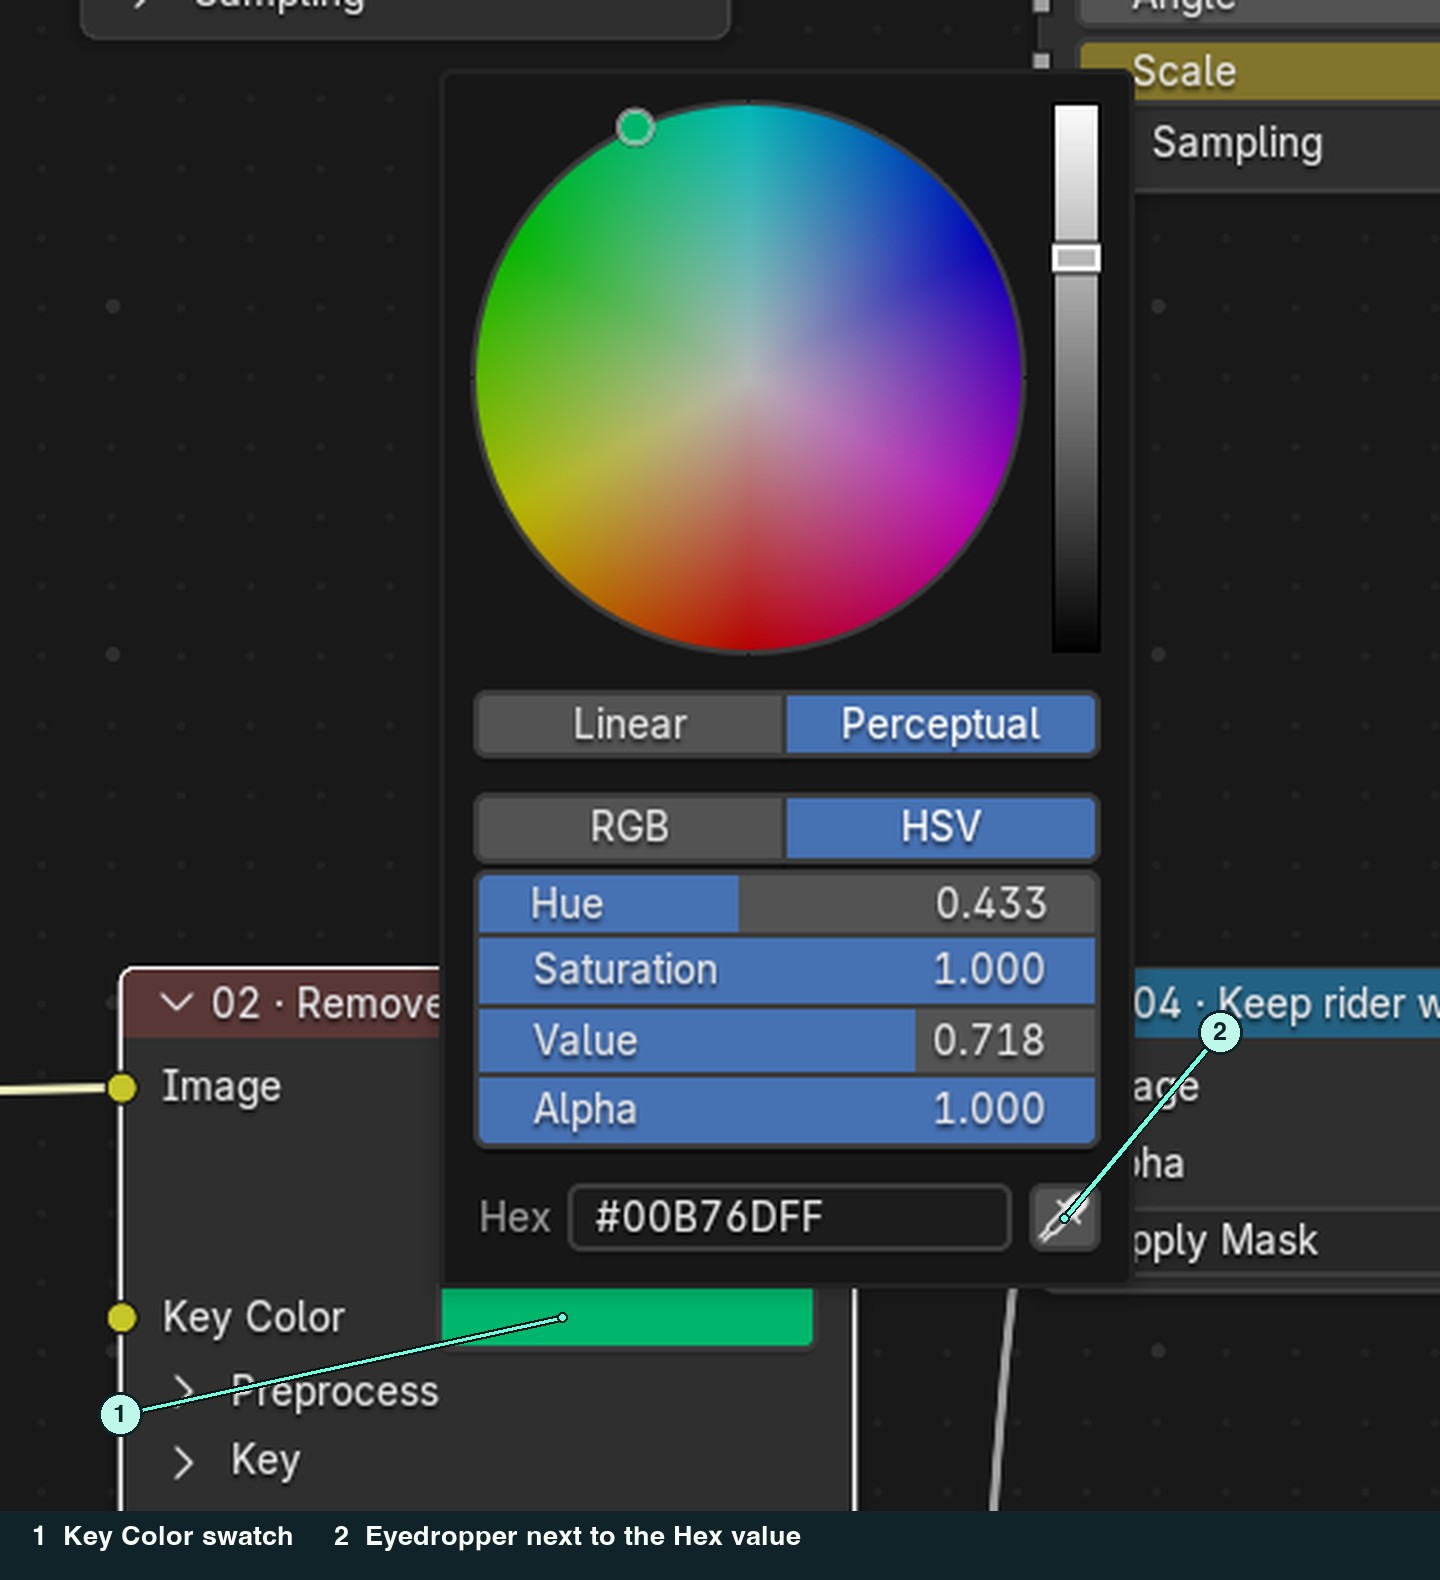 Sampling
Angle
Scale
Sampling
Linear
Perceptual
RGB
HSV
Hue 0.433
Saturation 1.000
Value 0.718
Alpha 1.000
Hex #00B76DFF
02 · Remove
04 · Keep rider w
2
Image
age
pha
pply Mask
Key Color
1
Preprocess
Key
1 Key Color swatch 2 Eyedropper next to the Hex value